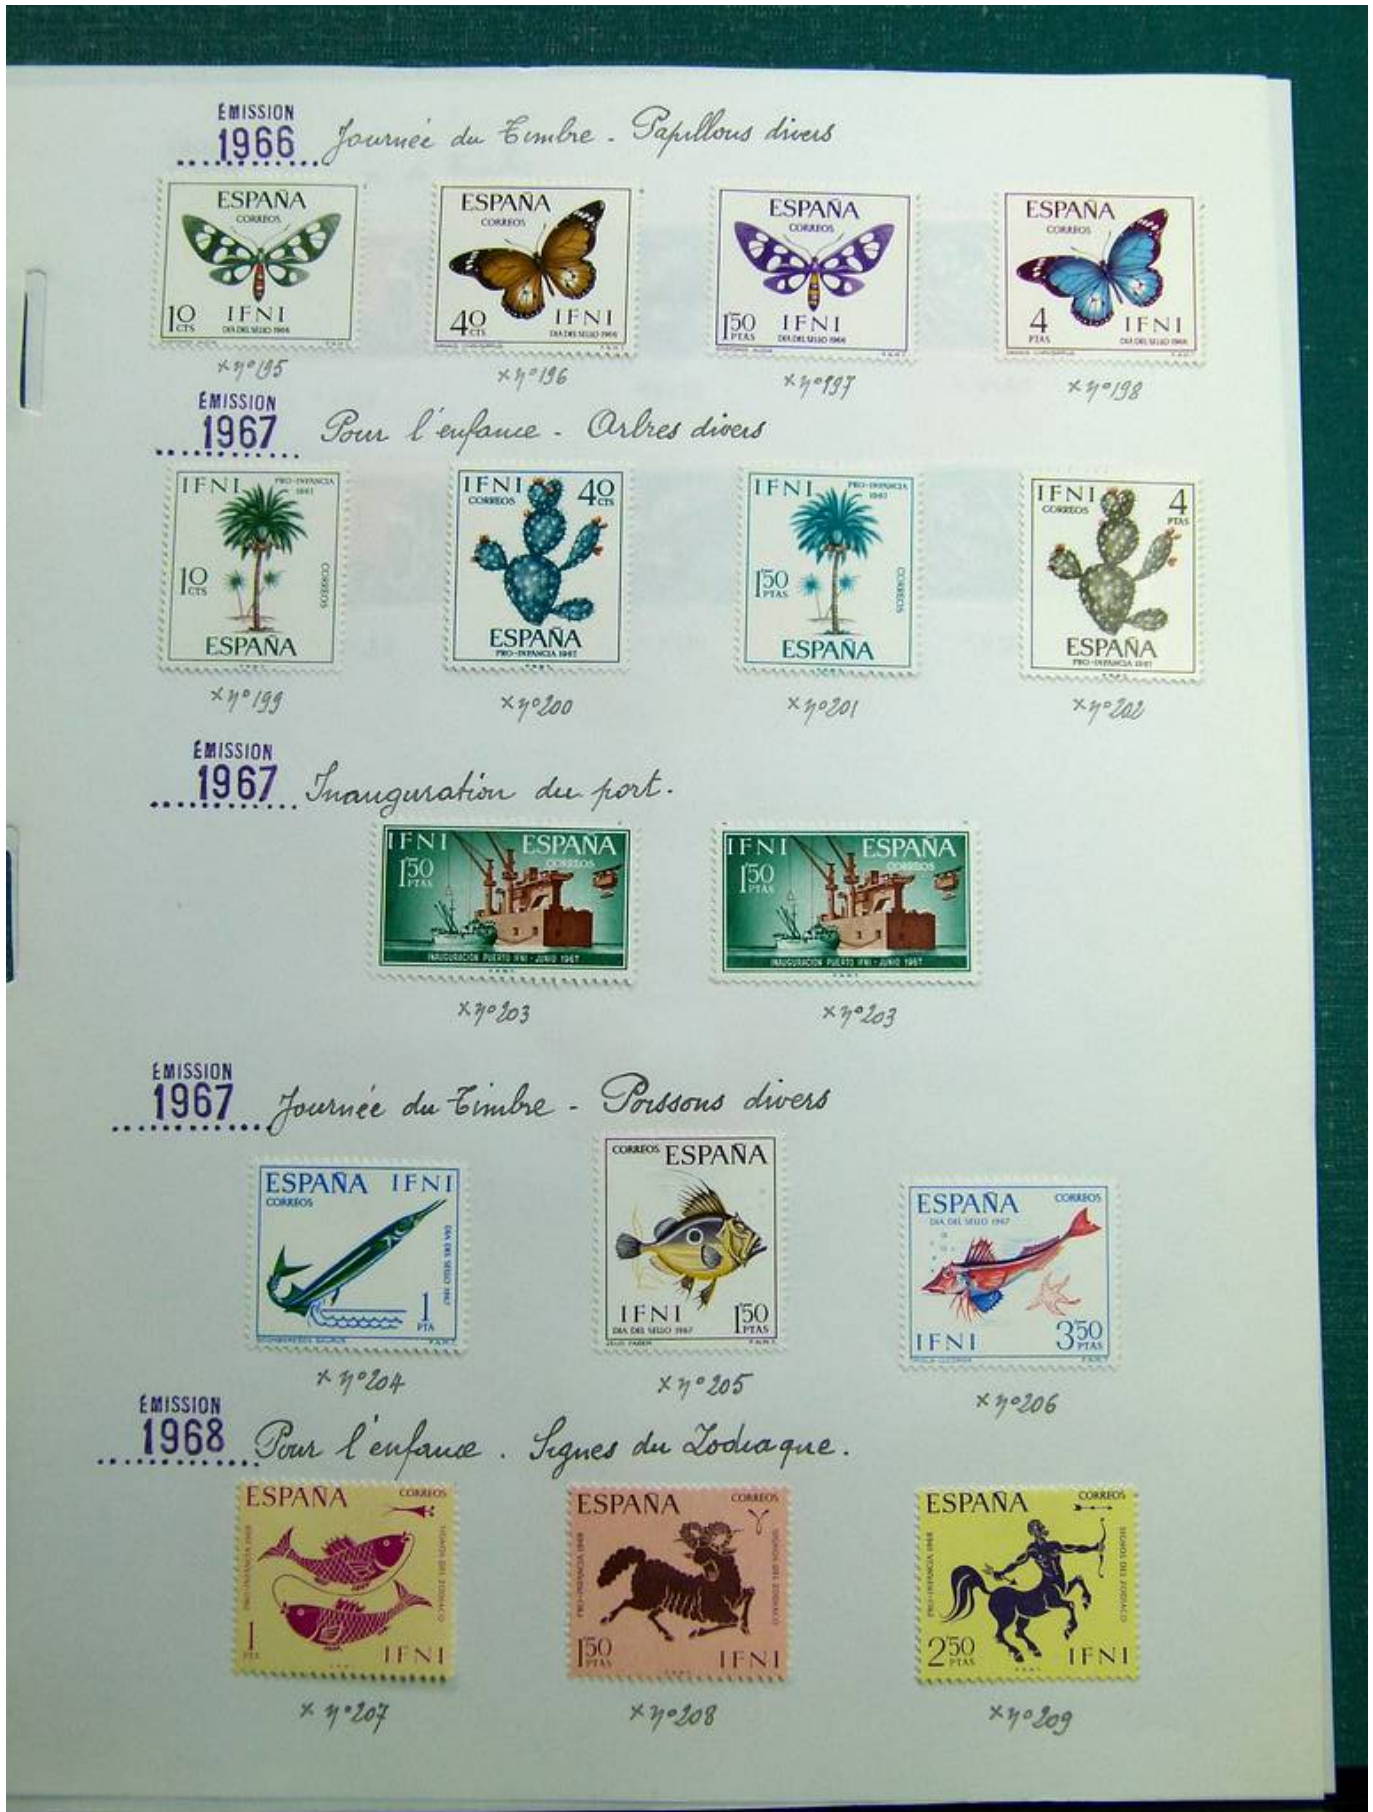 ÉMISSION
1966 Journée du Timbre - Papillons divers
ESPAÑA
CORREOS
10 CTS
IFNI
DIA DEL SELLO 1966
ESPAÑA
CORREOS
40 CTS
IFNI
DIA DEL SELLO 1966
ESPAÑA
CORREOS
1'50 PTAS
IFNI
DIA DEL SELLO 1966
ESPAÑA
CORREOS
4 PTAS
IFNI
DIA DEL SELLO 1966
x n° 195
x n° 196
x n° 197
x n° 198
ÉMISSION
1967 Pour l'enfance - Arbres divers
IFNI
PRO-INFANCIA 1967
10 CTS
CORREOS
ESPAÑA
IFNI
CORREOS
40 CTS
ESPAÑA
PRO-INFANCIA 1967
IFNI
PRO-INFANCIA 1967
1'50 PTAS
CORREOS
ESPAÑA
IFNI
CORREOS
4 PTAS
ESPAÑA
PRO-INFANCIA 1967
x n° 199
x n° 200
x n° 201
x n° 202
ÉMISSION
1967 Inauguration du port.
IFNI ESPAÑA
CORREOS
1'50 PTAS
INAUGURACION PUERTO IFNI - JUNIO 1967
IFNI ESPAÑA
CORREOS
1'50 PTAS
INAUGURACION PUERTO IFNI - JUNIO 1967
x n° 203
x n° 203
ÉMISSION
1967 Journée du Timbre - Poissons divers
ESPAÑA IFNI
CORREOS
DIA DEL SELLO 1967
1 PTA
F.N.M.T.
CORREOS ESPAÑA
IFNI
1'50 PTAS
DIA DEL SELLO 1967
ZEUS FABER
F.N.M.T.
ESPAÑA CORREOS
DIA DEL SELLO 1967
IFNI
3'50 PTAS
F.N.M.T.
x n° 204
x n° 205
x n° 206
ÉMISSION
1968 Pour l'enfance. Signes du Zodiaque.
ESPAÑA CORREOS
PRO-INFANCIA 1968
SIGNOS DEL ZODIACO
1 PTA
IFNI
ESPAÑA CORREOS
PRO-INFANCIA 1968
SIGNOS DEL ZODIACO
1'50 PTAS
IFNI
ESPAÑA CORREOS
PRO-INFANCIA 1968
SIGNOS DEL ZODIACO
2'50 PTAS
IFNI
x n° 207
x n° 208
x n° 209